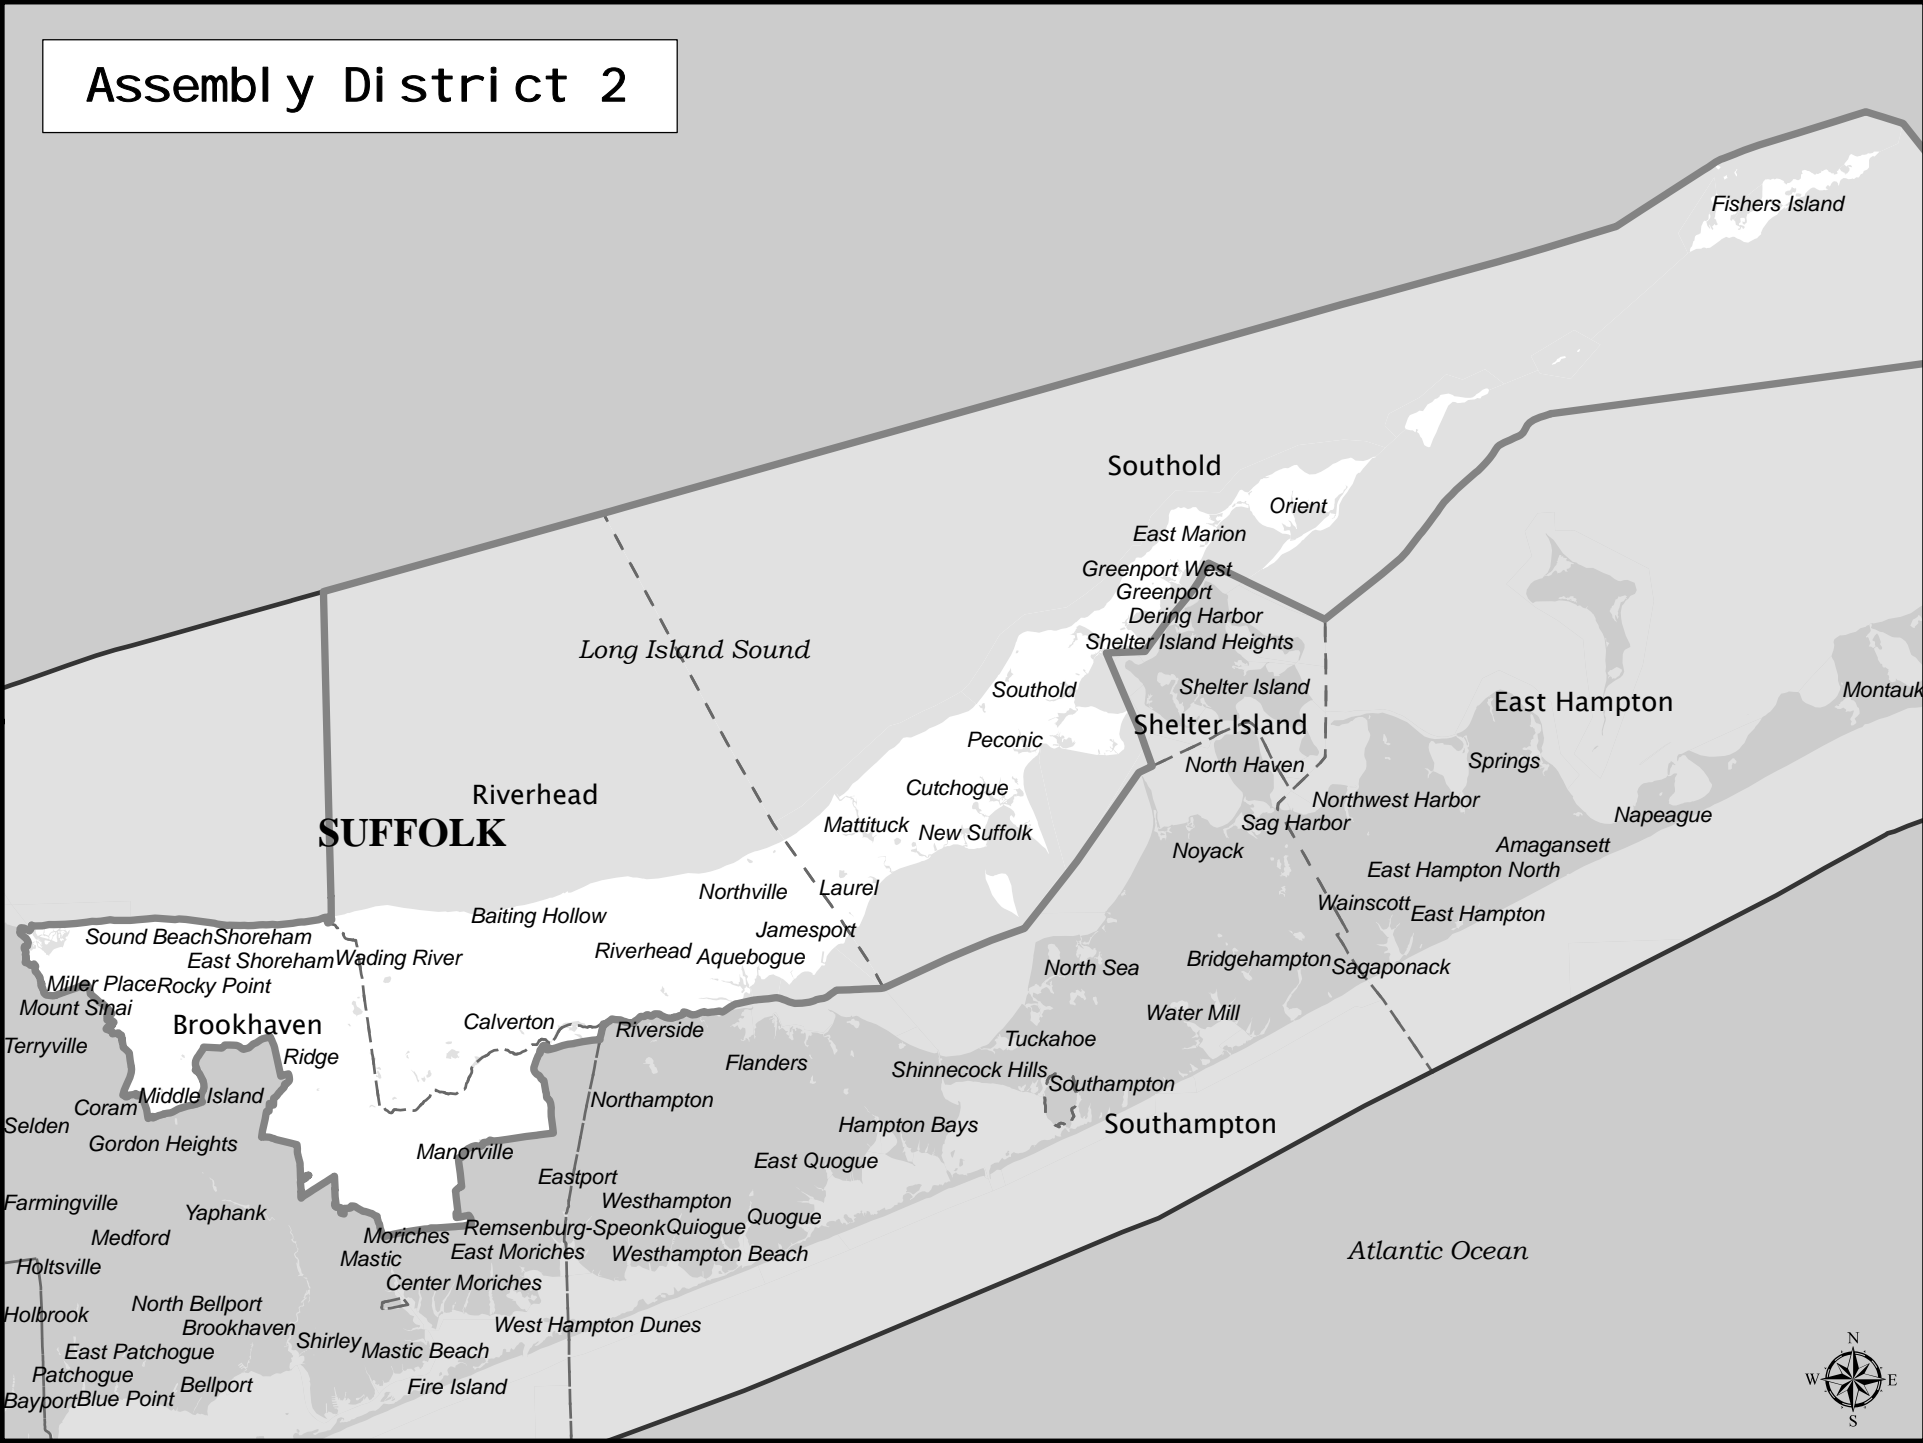 Assembly District 2
Fishers Island
Southold
Orient
East Marion
Greenport West
Greenport
Dering Harbor
Shelter Island Heights
Long Island Sound
Southold
Shelter Island
Montauk
East Hampton
Shelter Island
Peconic
North Haven
Springs
Riverhead
Cutchogue
Northwest Harbor
Napeague
SUFFOLK
Mattituck
New Suffolk
Sag Harbor
Noyack
Amagansett
East Hampton North
Northville
Laurel
Wainscott
East Hampton
Baiting Hollow
Jamesport
Sound Beach
Shoreham
Riverhead
Aquebogue
East Shoreham
Wading River
North Sea
Bridgehampton
Sagaponack
Miller Place
Rocky Point
Mount Sinai
Water Mill
Brookhaven
Calverton
Riverside
Tuckahoe
Terryville
Ridge
Flanders
Shinnecock Hills
Southampton
Middle Island
Northampton
Coram
Selden
Hampton Bays
Southampton
Gordon Heights
Manorville
East Quogue
Eastport
Farmingville
Yaphank
Westhampton
Medford
Moriches
Remsenburg-Speonk
Quiogue
Quogue
Holtsville
Mastic
East Moriches
Westhampton Beach
Atlantic Ocean
Center Moriches
Holbrook
North Bellport
Brookhaven
West Hampton Dunes
Shirley
East Patchogue
Mastic Beach
Patchogue
Bellport
Fire Island
Bayport
Blue Point
N
W
E
S